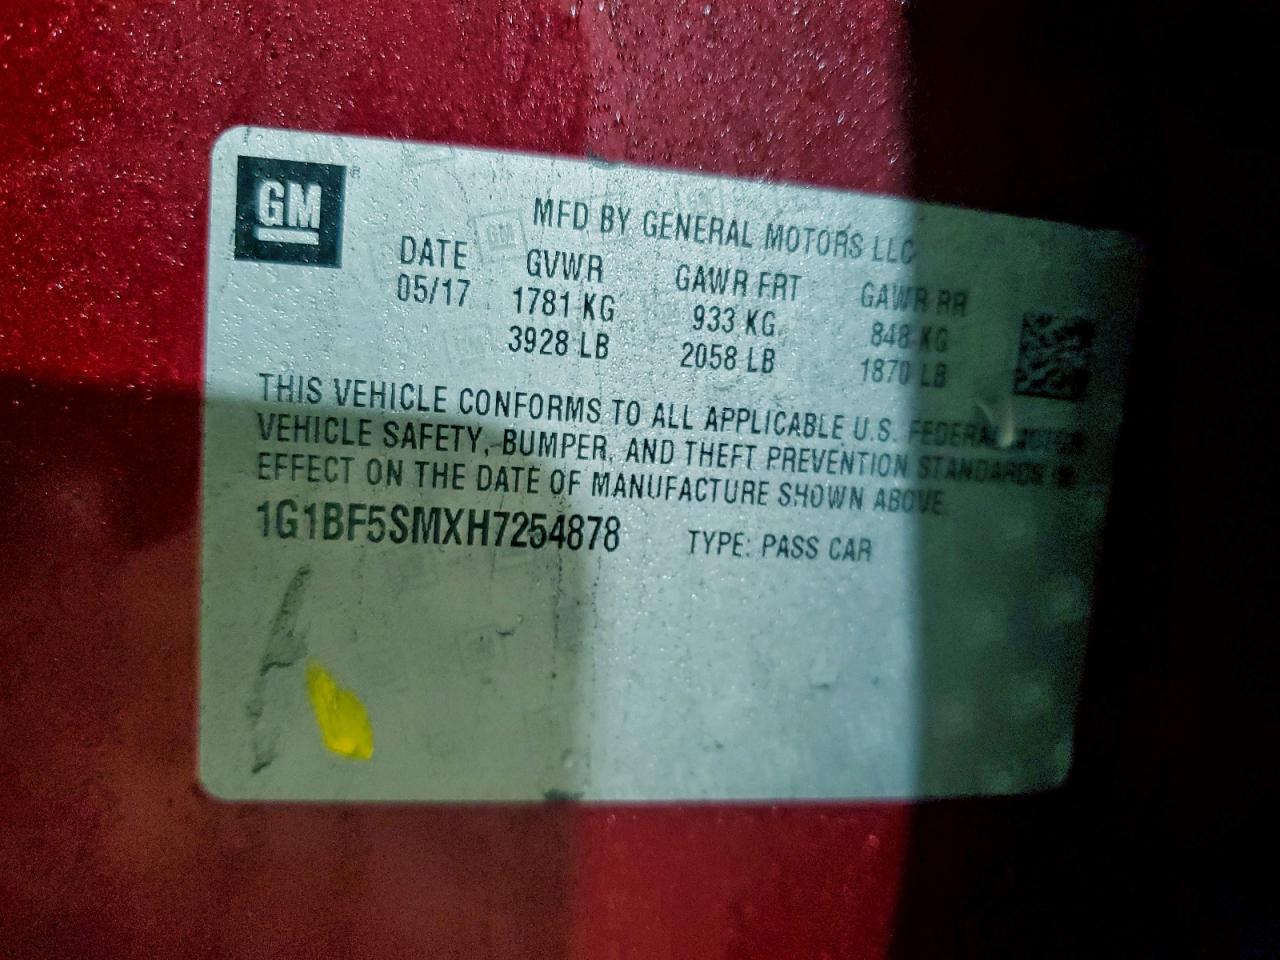 GM
MFD BY GENERAL MOTORS LLC
DATE GVWR GAWR FRT GAWR RR
05/17 1781 KG 933 KG 848 KG
3928 LB 2058 LB 1870 LB
THIS VEHICLE CONFORMS TO ALL APPLICABLE U.S. FEDERAL MOTOR
VEHICLE SAFETY, BUMPER, AND THEFT PREVENTION STANDARDS IN
EFFECT ON THE DATE OF MANUFACTURE SHOWN ABOVE.
1G1BF5SMXH7254878 TYPE: PASS CAR